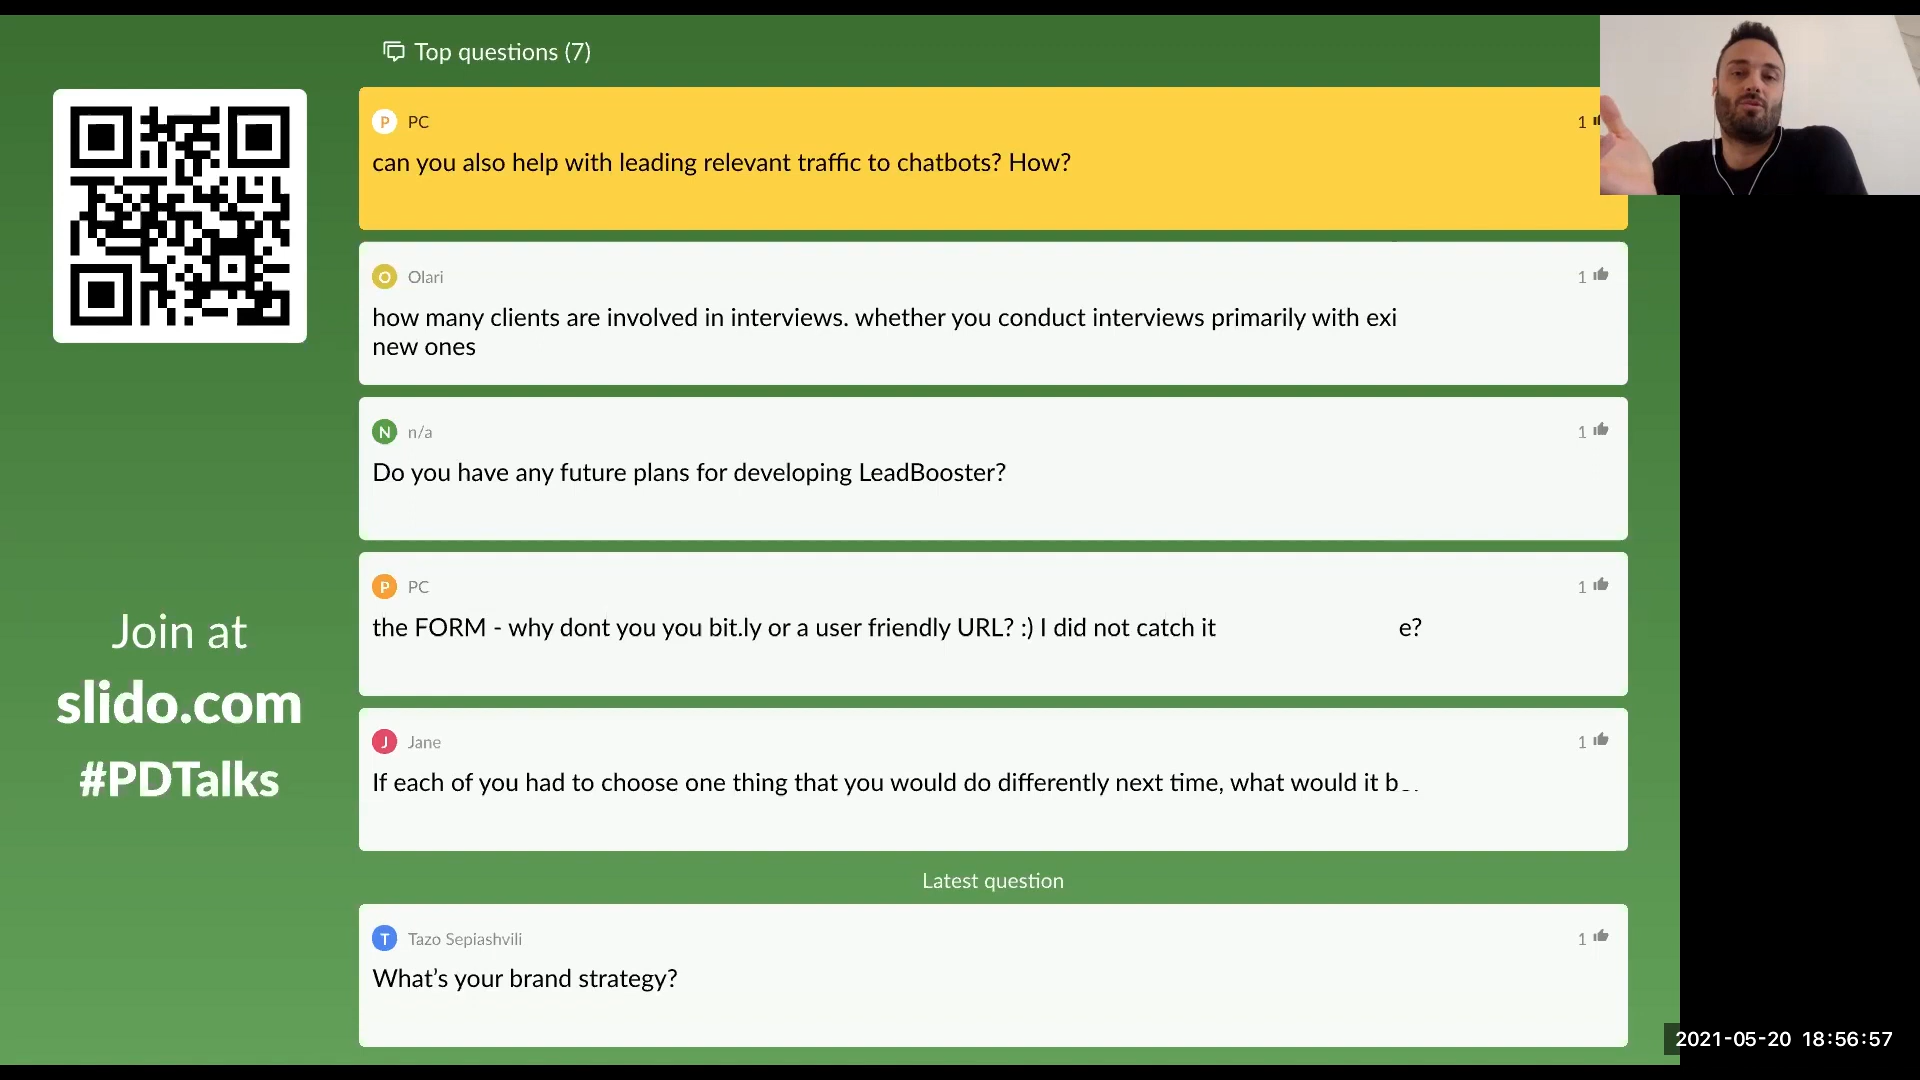 Top questions (7)
P PC 1
can you also help with leading relevant traffic to chatbots? How?
O Olari 1
how many clients are involved in interviews. whether you conduct interviews primarily with exi
new ones
N n/a 1
Do you have any future plans for developing LeadBooster?
P PC 1
the FORM - why dont you you bit.ly or a user friendly URL? :) I did not catch it e?
J Jane 1
If each of you had to choose one thing that you would do differently next time, what would it b
Latest question
T Tazo Sepiashvili 1
What's your brand strategy?
Join at
slido.com
#PDTalks
2021-05-20 18:56:57